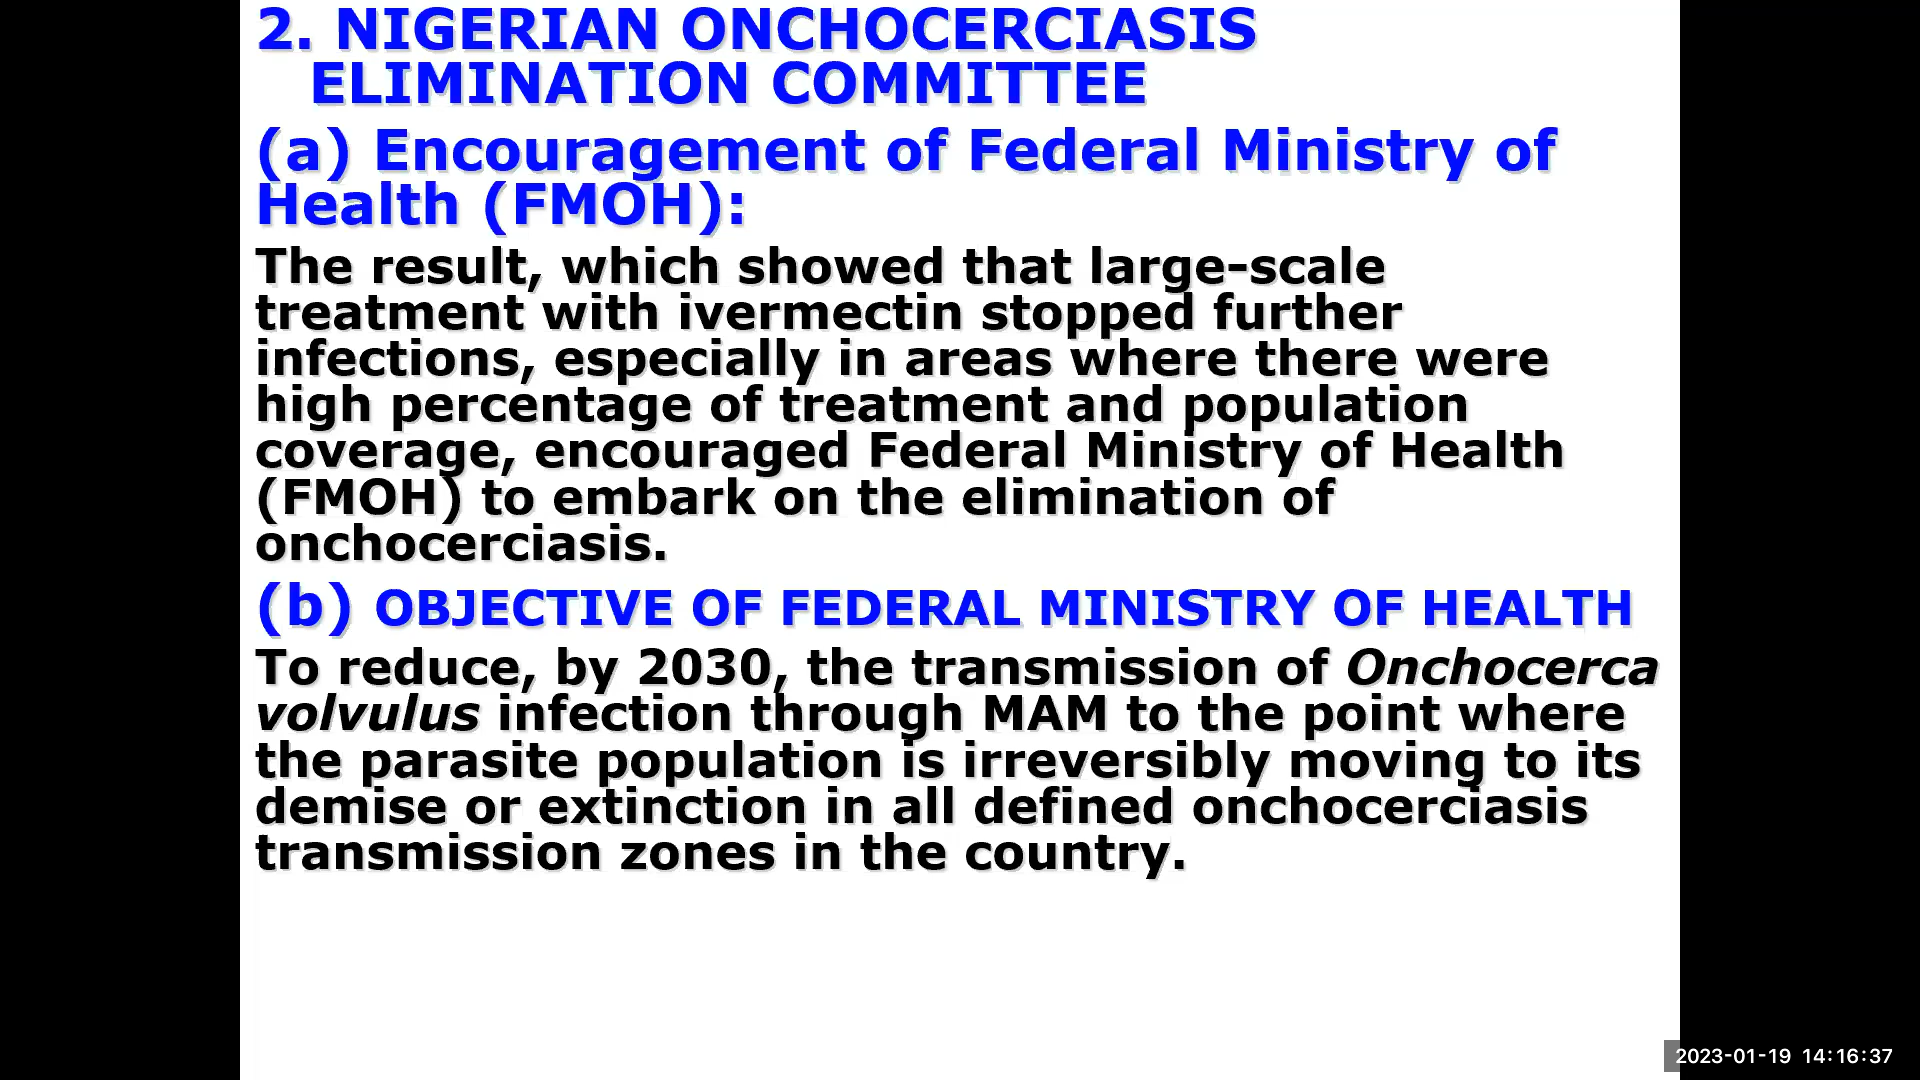 2. NIGERIAN ONCHOCERCIASIS
ELIMINATION COMMITTEE
(a) Encouragement of Federal Ministry of
Health (FMOH):
The result, which showed that large-scale
treatment with ivermectin stopped further
infections, especially in areas where there were
high percentage of treatment and population
coverage, encouraged Federal Ministry of Health
(FMOH) to embark on the elimination of
onchocerciasis.
(b) OBJECTIVE OF FEDERAL MINISTRY OF HEALTH
To reduce, by 2030, the transmission of Onchocerca
volvulus infection through MAM to the point where
the parasite population is irreversibly moving to its
demise or extinction in all defined onchocerciasis
transmission zones in the country.
2023-01-19 14:16:37